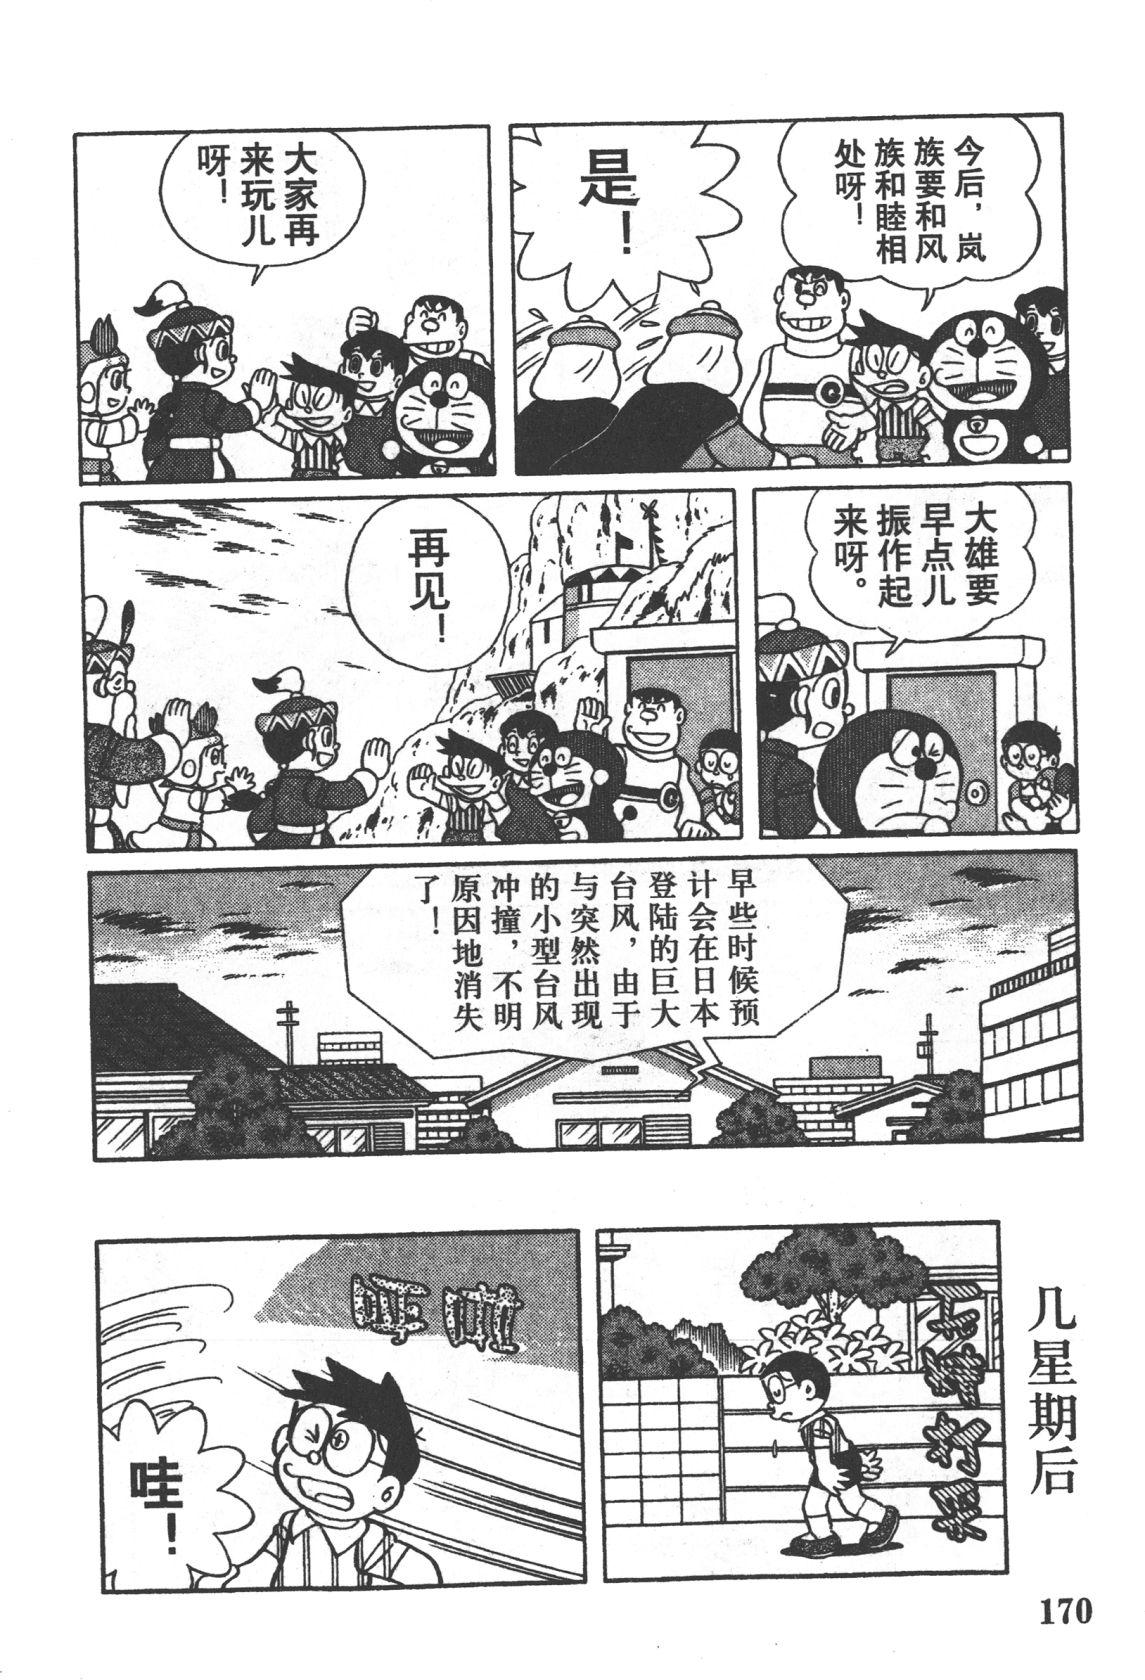 今后，岚
族要和风
族和睦相
处呀！
是！
大家再
来玩儿
呀！
大雄要
早点儿
振作起
来呀。
再见！
早些时候预
计会在日本
登陆的巨大
台风，由于
与突然出现
的小型台风
冲撞，不明
原因地消失
了！
几星期后
哇！
170